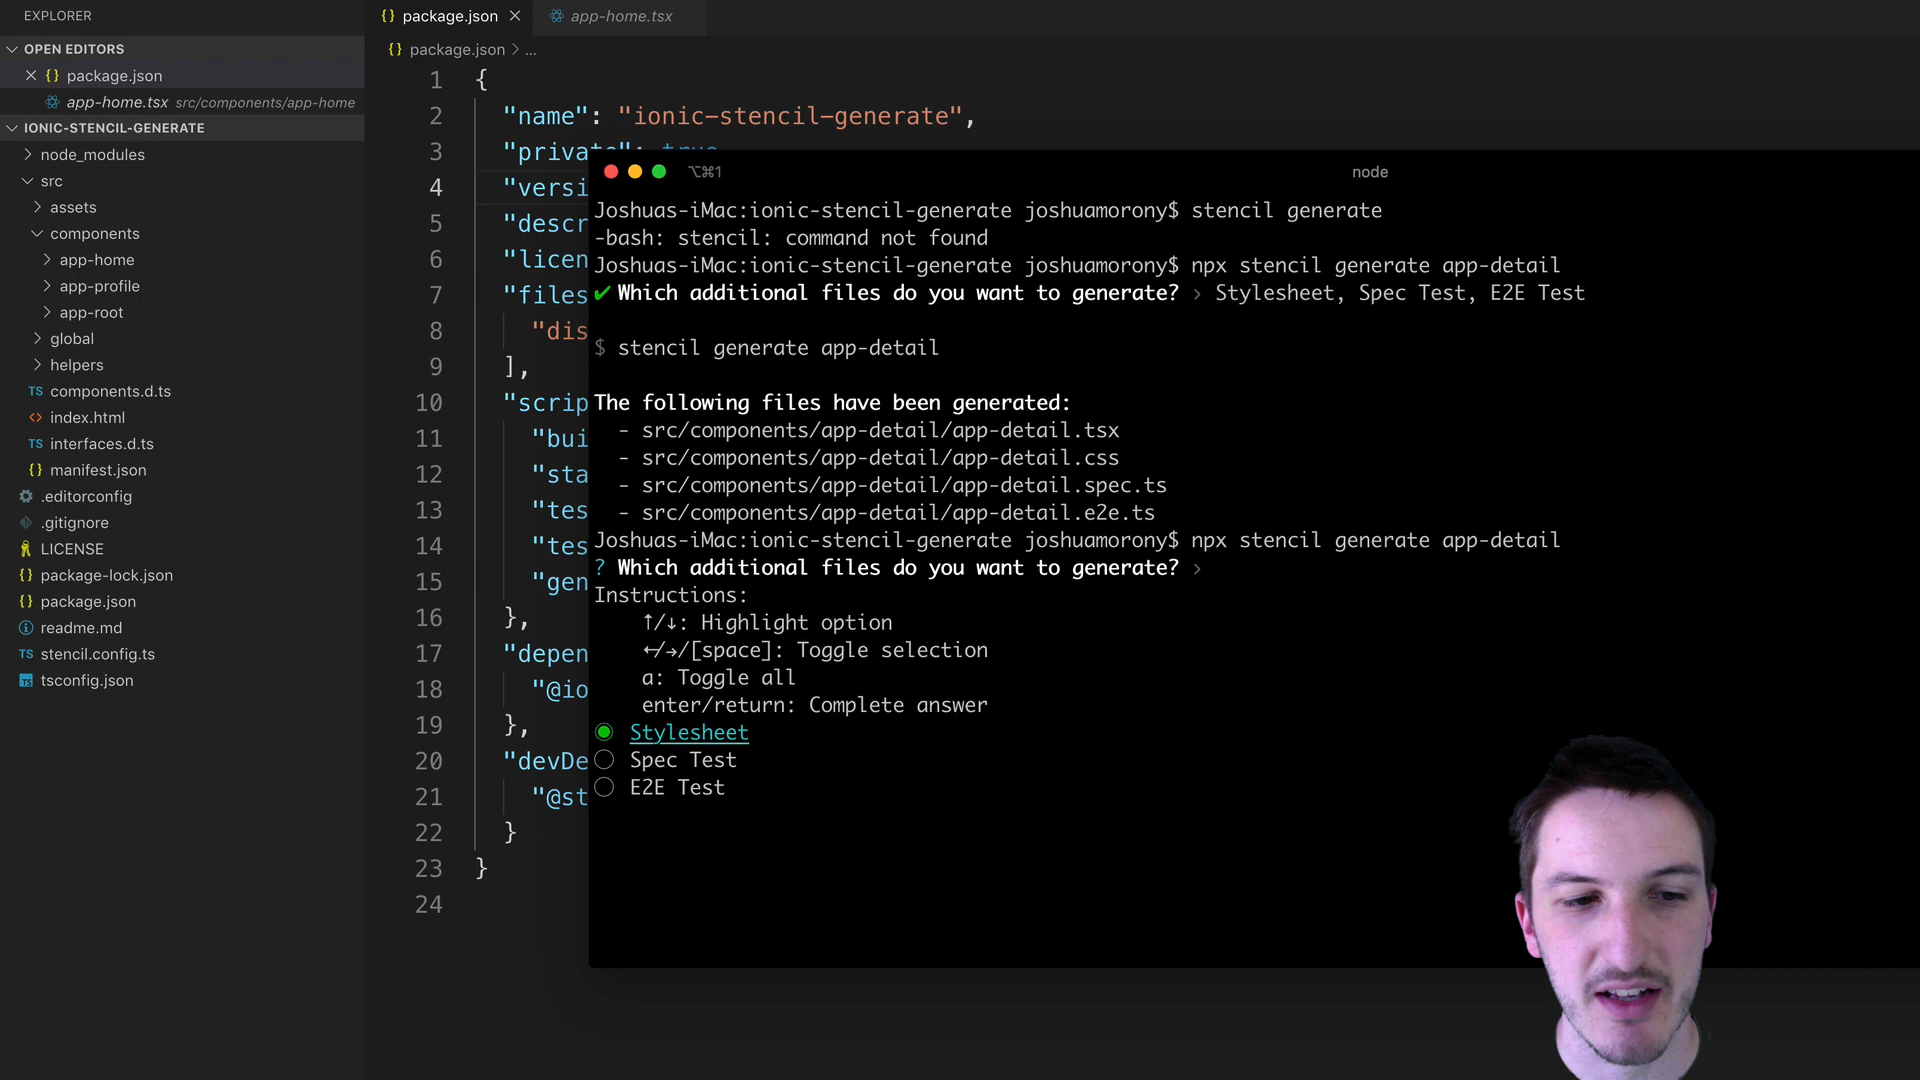 EXPLORER
OPEN EDITORS
package.json
app-home.tsx src/components/app-home
IONIC-STENCIL-GENERATE
node_modules
src
assets
components
app-home
app-profile
app-root
global
helpers
TS components.d.ts
<> index.html
TS interfaces.d.ts
{} manifest.json
.editorconfig
.gitignore
LICENSE
{} package-lock.json
{} package.json
readme.md
TS stencil.config.ts
tsconfig.json
{} package.json
app-home.tsx
{} package.json > ...
1 {
2 "name": "ionic-stencil-generate",
3 "private": true
4 "versi
5 "descr
6 "licen
7 "files
8 "dis
9 ],
10 "scrip
11 "bui
12 "sta
13 "tes
14 "tes
15 "gen
16 },
17 "depen
18 "@io
19 },
20 "devDe
21 "@st
22 }
23 }
24
⌥⌘1 node
Joshuas-iMac:ionic-stencil-generate joshuamorony$ stencil generate
-bash: stencil: command not found
Joshuas-iMac:ionic-stencil-generate joshuamorony$ npx stencil generate app-detail
✔ Which additional files do you want to generate? › Stylesheet, Spec Test, E2E Test
$ stencil generate app-detail
The following files have been generated:
- src/components/app-detail/app-detail.tsx
- src/components/app-detail/app-detail.css
- src/components/app-detail/app-detail.spec.ts
- src/components/app-detail/app-detail.e2e.ts
Joshuas-iMac:ionic-stencil-generate joshuamorony$ npx stencil generate app-detail
? Which additional files do you want to generate? ›
Instructions:
↑/↓: Highlight option
←/→/[space]: Toggle selection
a: Toggle all
enter/return: Complete answer
Stylesheet
Spec Test
E2E Test